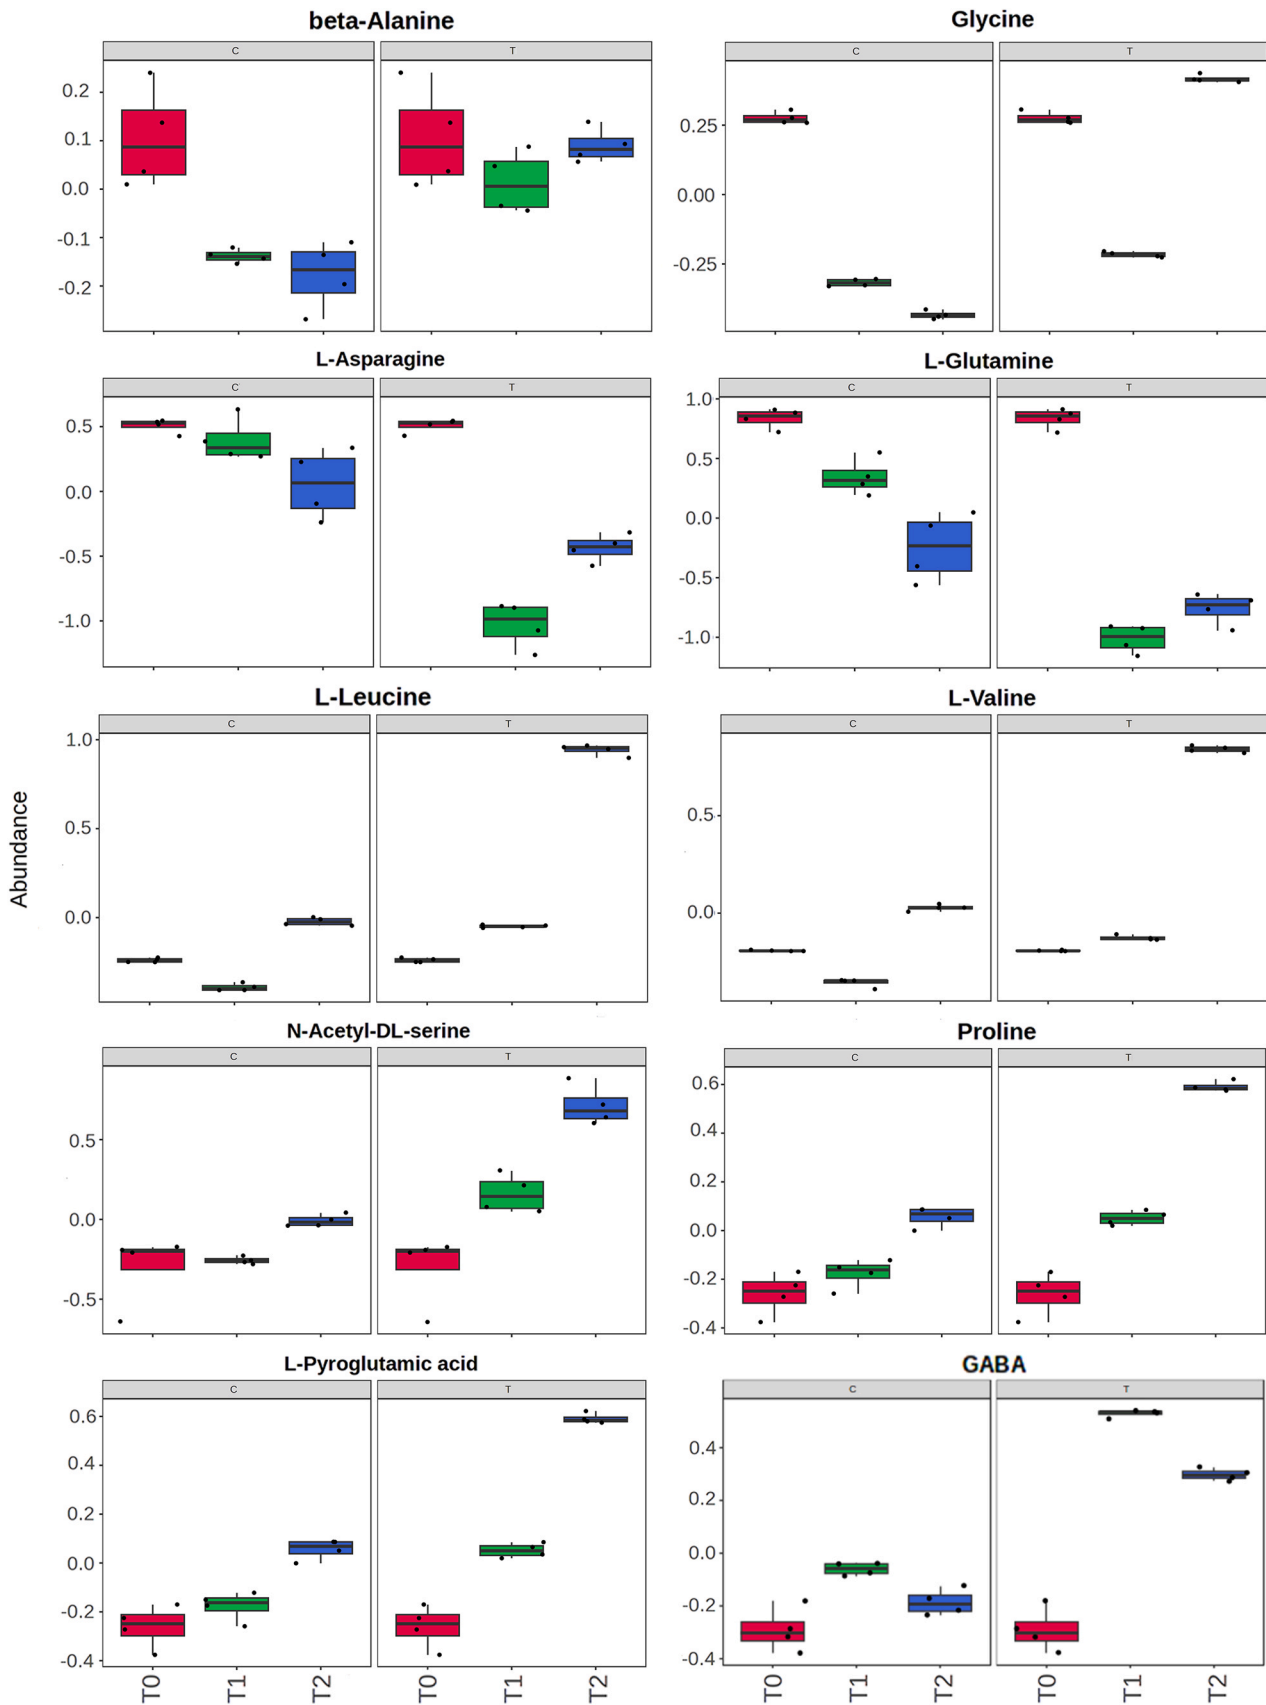 beta-Alanine
C T
0.2
0.1
0.0
-0.1
-0.2
Glycine
C T
0.25
0.00
-0.25
L-Asparagine
C T
0.5
0.0
-0.5
-1.0
L-Glutamine
C T
1.0
0.5
0.0
-0.5
-1.0
Abundance
L-Leucine
C T
1.0
0.5
0.0
L-Valine
C T
0.5
0.0
N-Acetyl-DL-serine
C T
0.5
0.0
-0.5
Proline
C T
0.6
0.4
0.2
0.0
-0.2
-0.4
L-Pyroglutamic acid
C T
0.6
0.4
0.2
0.0
-0.2
-0.4
T0 T1 T2 T0 T1 T2
GABA
C T
0.4
0.2
0.0
-0.2
-0.4
T0 T1 T2 T0 T1 T2